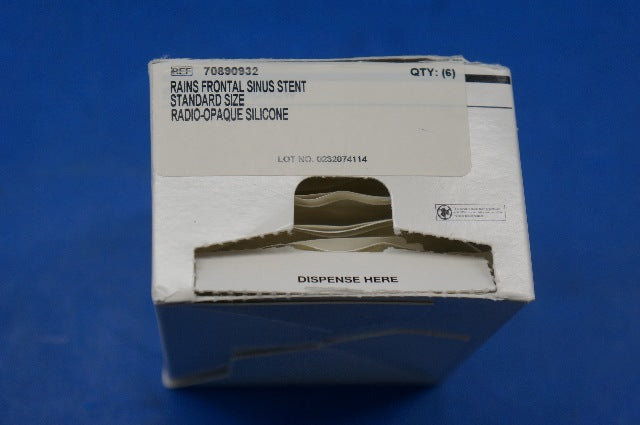 REF 70890932 QTY: (6)
RAINS FRONTAL SINUS STENT
STANDARD SIZE
RADIO-OPAQUE SILICONE
LOT NO. 0232074114
DISPENSE HERE